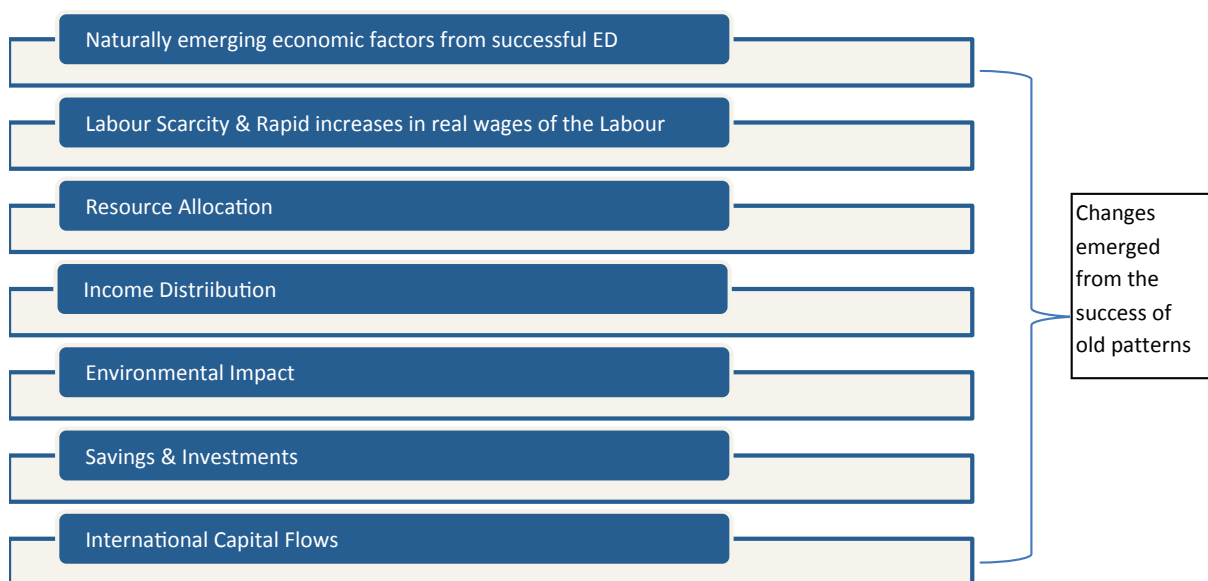 Naturally emerging economic factors from successful ED
Labour Scarcity & Rapid increases in real wages of the Labour
Resource Allocation
Income Distriibution
Environmental Impact
Savings & Investments
International Capital Flows
Changes
emerged
from the
success of
old patterns